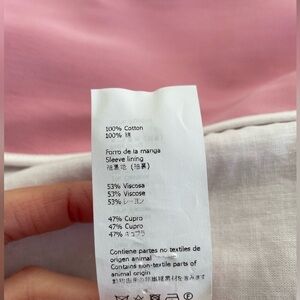 100% Cotton
100% 綿
Forro de la manga
Sleeve lining
袖裏地 (袖裏)
53% Viscosa
53% Viscose
53% レーヨン
47% Cupro
47% Cupro
47% キュプラ
Contiene partes no textiles de
origen animal
Contains non-textile parts of
animal origin